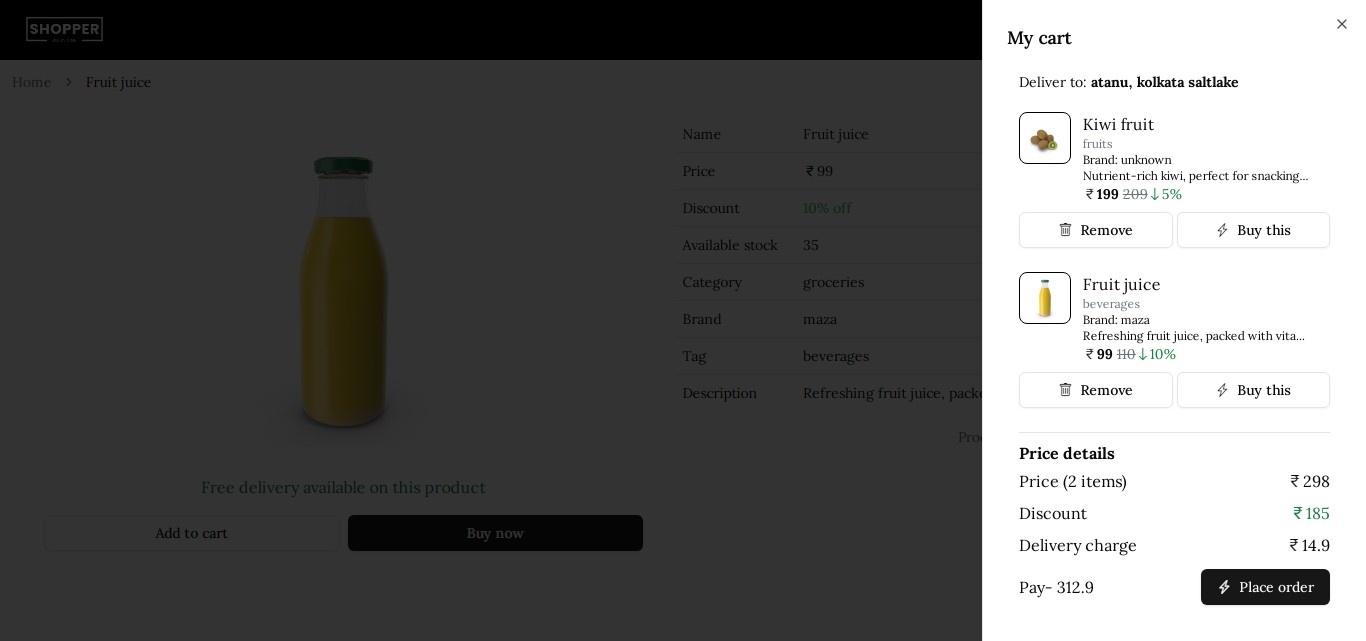 SHOPPER
Home > Fruit juice
Name Fruit juice
Price ₹ 99
Discount 10% off
Available stock 35
Category groceries
Brand maza
Tag beverages
Description Refreshing fruit juice, packe
Proc
Free delivery available on this product
Add to cart
Buy now
My cart
Deliver to: atanu, kolkata saltlake
Kiwi fruit
fruits
Brand: unknown
Nutrient-rich kiwi, perfect for snacking...
₹ 199 209 ↓ 5%
Remove
Buy this
Fruit juice
beverages
Brand: maza
Refreshing fruit juice, packed with vita...
₹ 99 110 ↓ 10%
Remove
Buy this
Price details
Price (2 items) ₹ 298
Discount ₹ 185
Delivery charge ₹ 14.9
Pay- 312.9
Place order